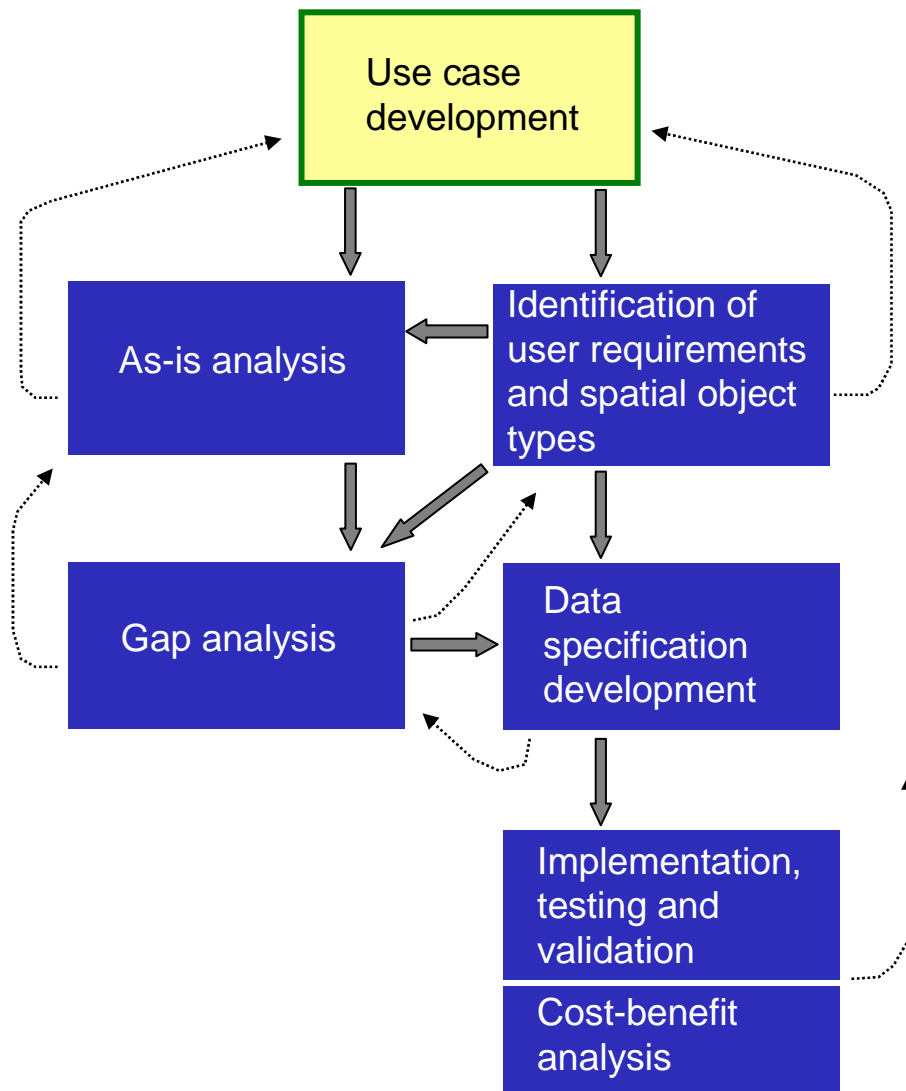 Use case
development
As-is analysis
Identification of
user requirements
and spatial object
types
Gap analysis
Data
specification
development
Implementation,
testing and
validation
Cost-benefit
analysis